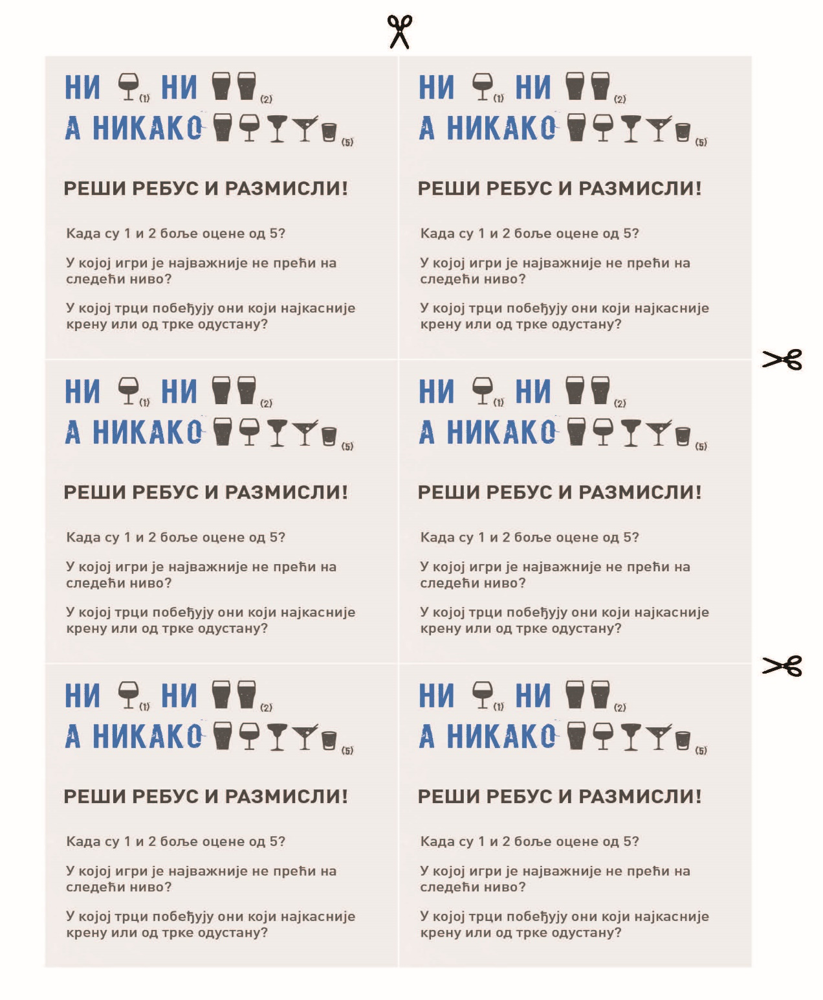 НИ (1) НИ (2)
А НИКАКО (5)
РЕШИ РЕБУС И РАЗМИСЛИ!
Када су 1 и 2 боље оцене од 5?
У којој игри је најважније не прећи на
следећи ниво?
У којој трци побеђују они који најкасније
крену или од трке одустану?
НИ (1) НИ (2)
А НИКАКО (5)
РЕШИ РЕБУС И РАЗМИСЛИ!
Када су 1 и 2 боље оцене од 5?
У којој игри је најважније не прећи на
следећи ниво?
У којој трци побеђују они који најкасније
крену или од трке одустану?
НИ (1) НИ (2)
А НИКАКО (5)
РЕШИ РЕБУС И РАЗМИСЛИ!
Када су 1 и 2 боље оцене од 5?
У којој игри је најважније не прећи на
следећи ниво?
У којој трци побеђују они који најкасније
крену или од трке одустану?
НИ (1) НИ (2)
А НИКАКО (5)
РЕШИ РЕБУС И РАЗМИСЛИ!
Када су 1 и 2 боље оцене од 5?
У којој игри је најважније не прећи на
следећи ниво?
У којој трци побеђују они који најкасније
крену или од трке одустану?
НИ (1) НИ (2)
А НИКАКО (5)
РЕШИ РЕБУС И РАЗМИСЛИ!
Када су 1 и 2 боље оцене од 5?
У којој игри је најважније не прећи на
следећи ниво?
У којој трци побеђују они који најкасније
крену или од трке одустану?
НИ (1) НИ (2)
А НИКАКО (5)
РЕШИ РЕБУС И РАЗМИСЛИ!
Када су 1 и 2 боље оцене од 5?
У којој игри је најважније не прећи на
следећи ниво?
У којој трци побеђују они који најкасније
крену или од трке одустану?